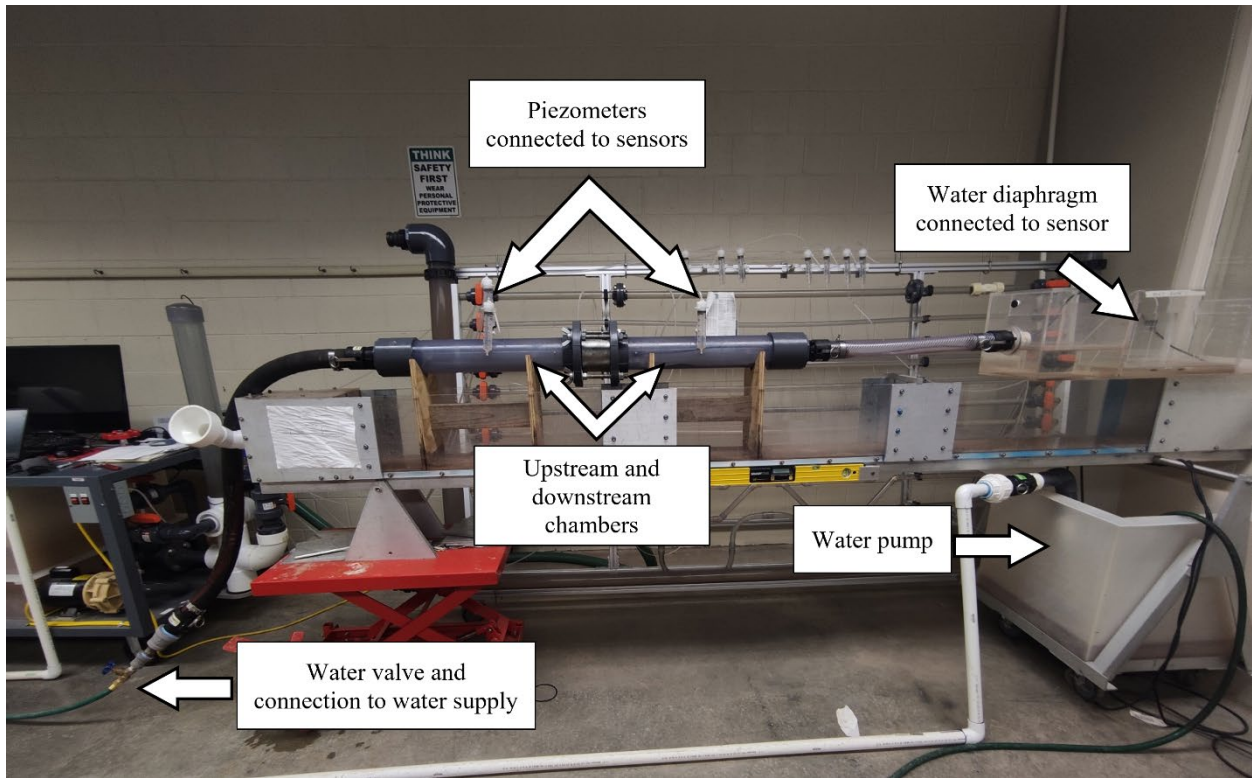 Piezometers
connected to sensors
THINK
SAFETY
FIRST
WEAR
PERSONAL
PROTECTIVE
EQUIPMENT
Water diaphragm
connected to sensor
Upstream and
downstream
chambers
Water pump
Water valve and
connection to water supply